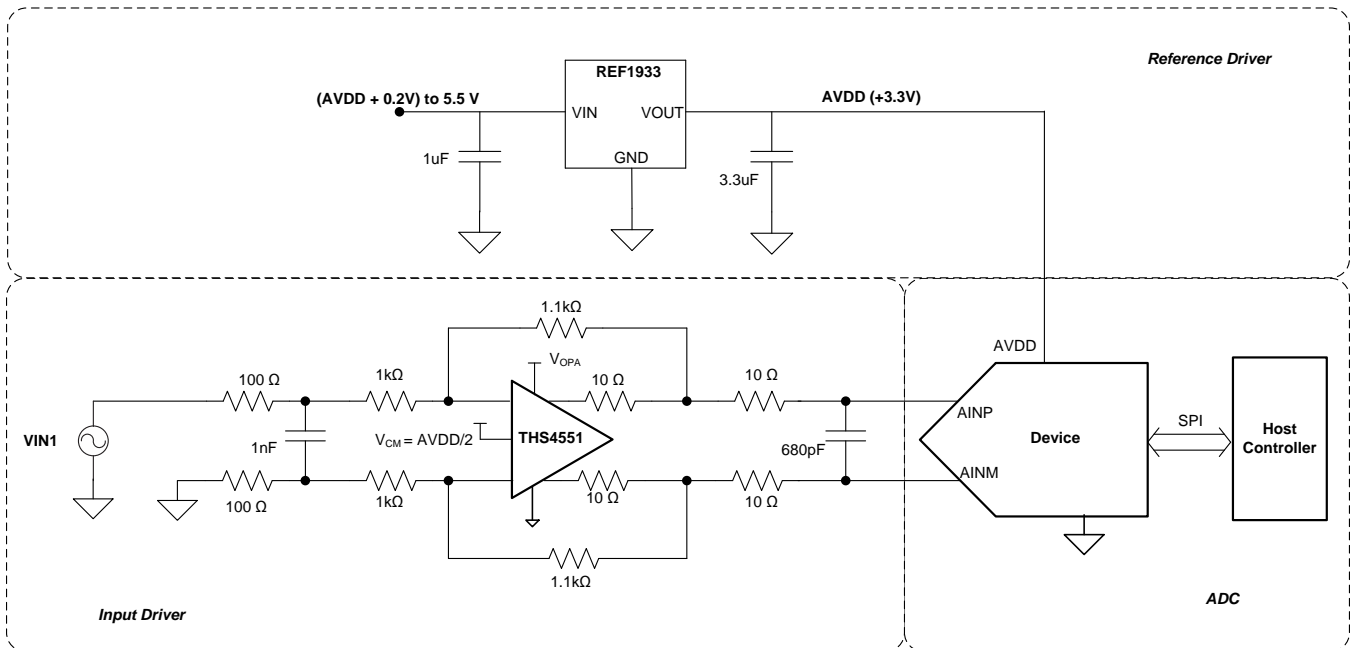 REF1933
Reference Driver
(AVDD + 0.2V) to 5.5 V
AVDD (+3.3V)
VIN
VOUT
GND
1uF
3.3uF
1.1kΩ
AVDD
VOPA
100 Ω
1kΩ
10 Ω
10 Ω
AINP
VIN1
1nF
VCM = AVDD/2
THS4551
680pF
Device
SPI
Host
Controller
AINM
100 Ω
1kΩ
10 Ω
10 Ω
1.1kΩ
Input Driver
ADC